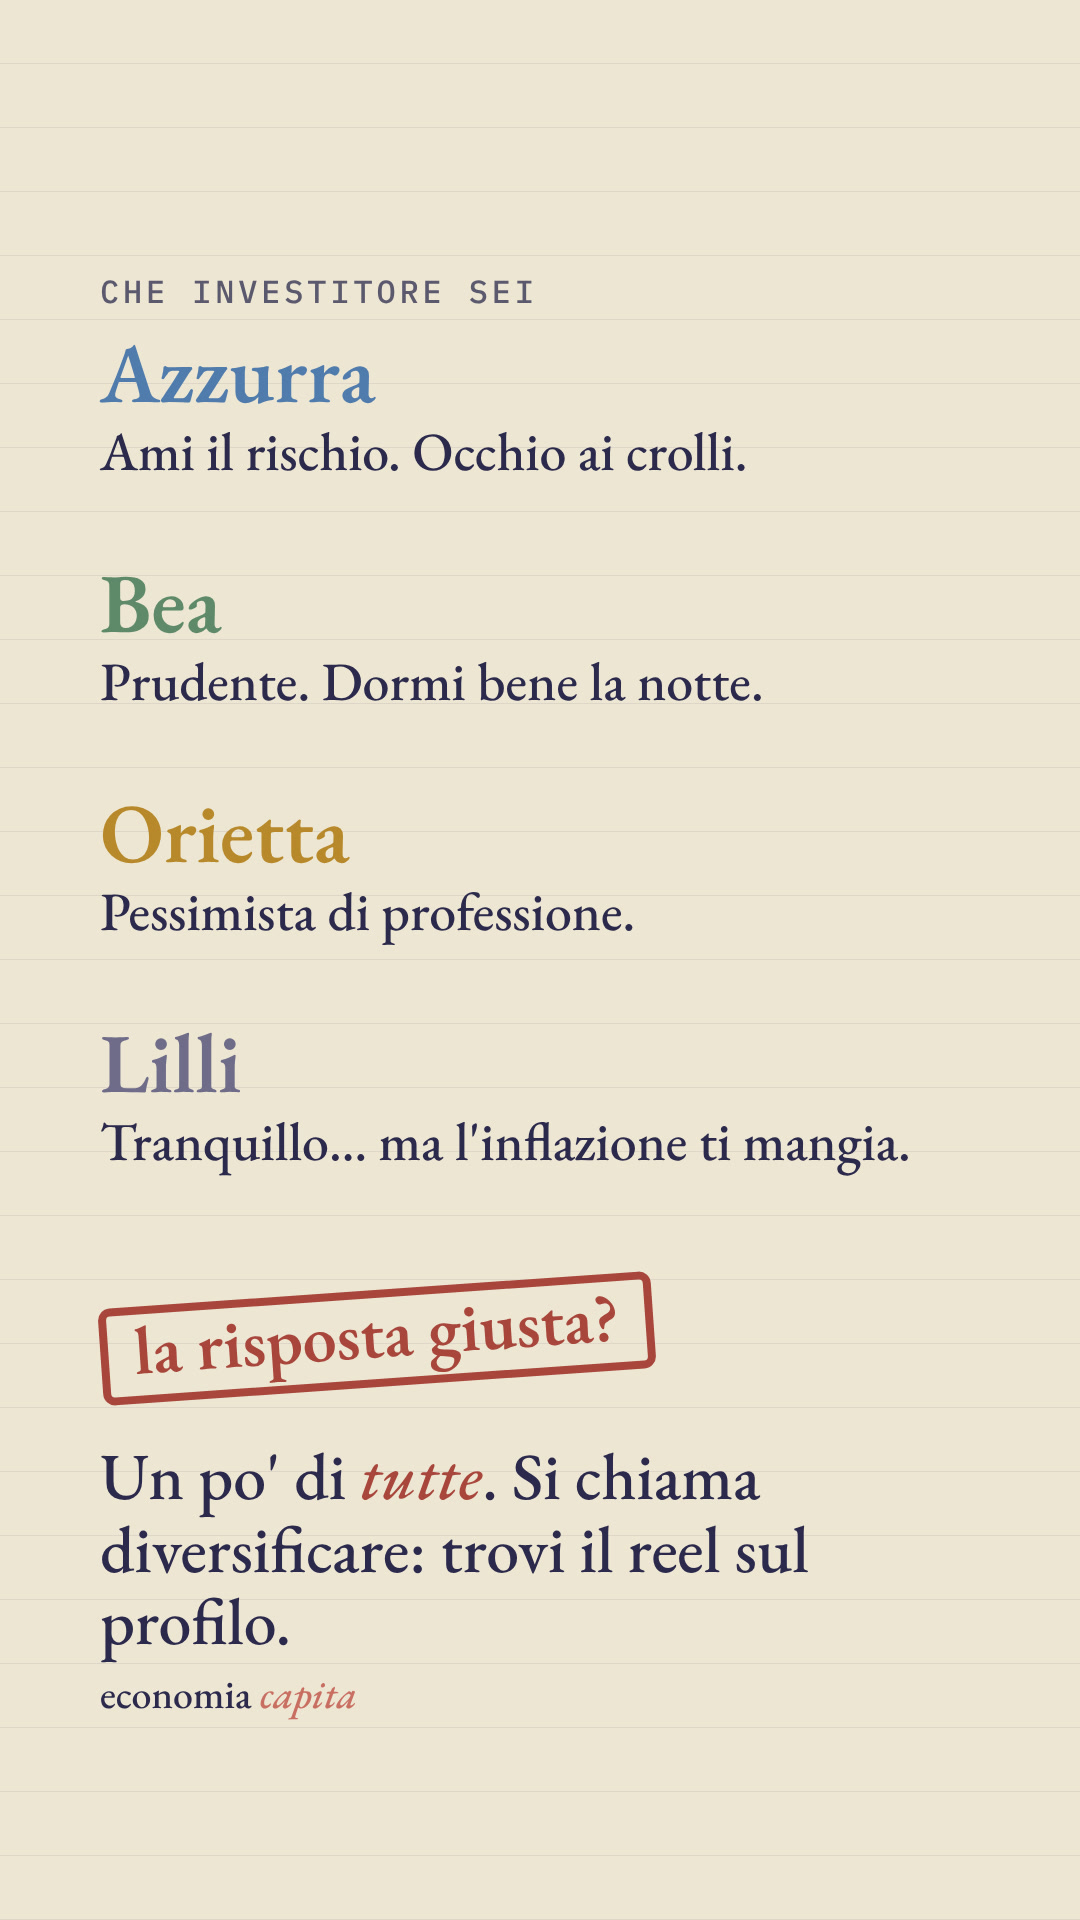 CHE INVESTITORE SEI
Azzurra
Ami il rischio. Occhio ai crolli.
Bea
Prudente. Dormi bene la notte.
Orietta
Pessimista di professione.
Lilli
Tranquillo... ma l'inflazione ti mangia.
la risposta giusta?
Un po' di tutte. Si chiama
diversificare: trovi il reel sul
profilo.
economia capita